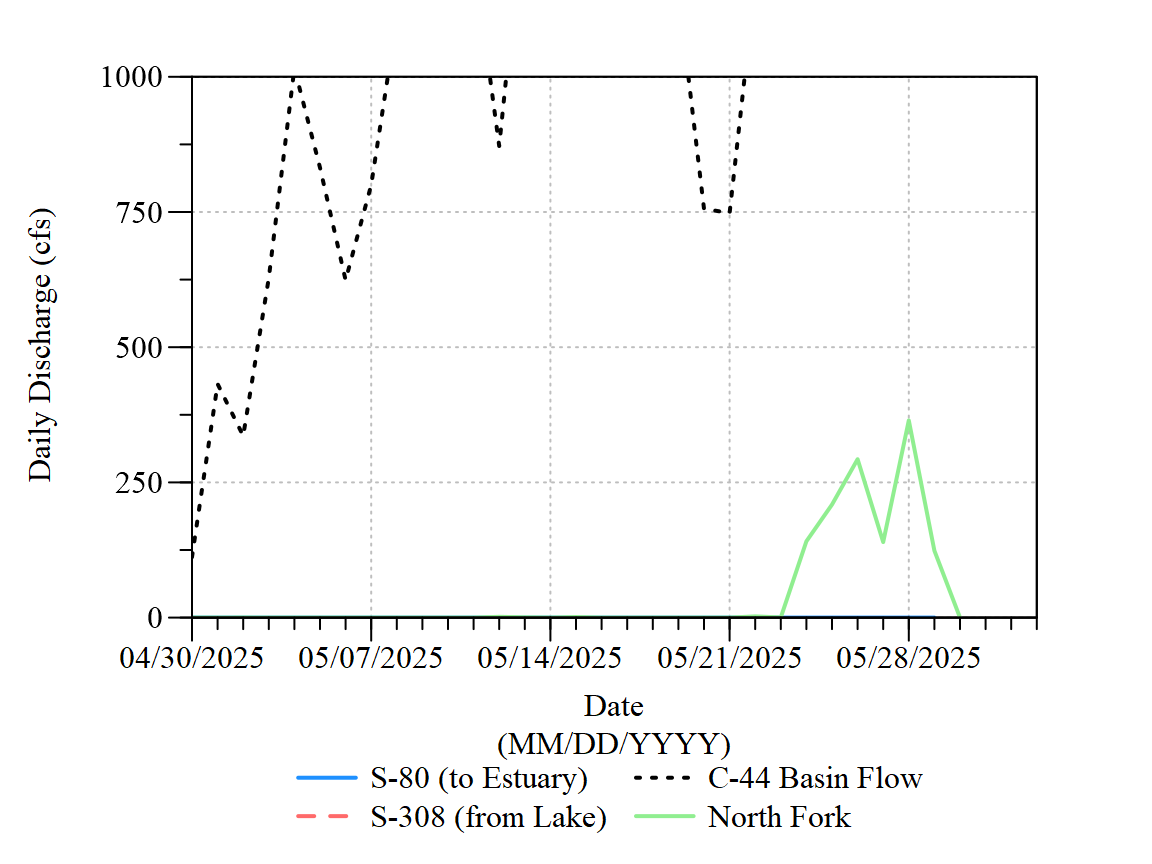 1000
750
500
250
0
Daily Discharge (cfs)
04/30/2025 05/07/2025 05/14/2025 05/21/2025 05/28/2025
Date
(MM/DD/YYYY)
S-80 (to Estuary) C-44 Basin Flow
S-308 (from Lake) North Fork